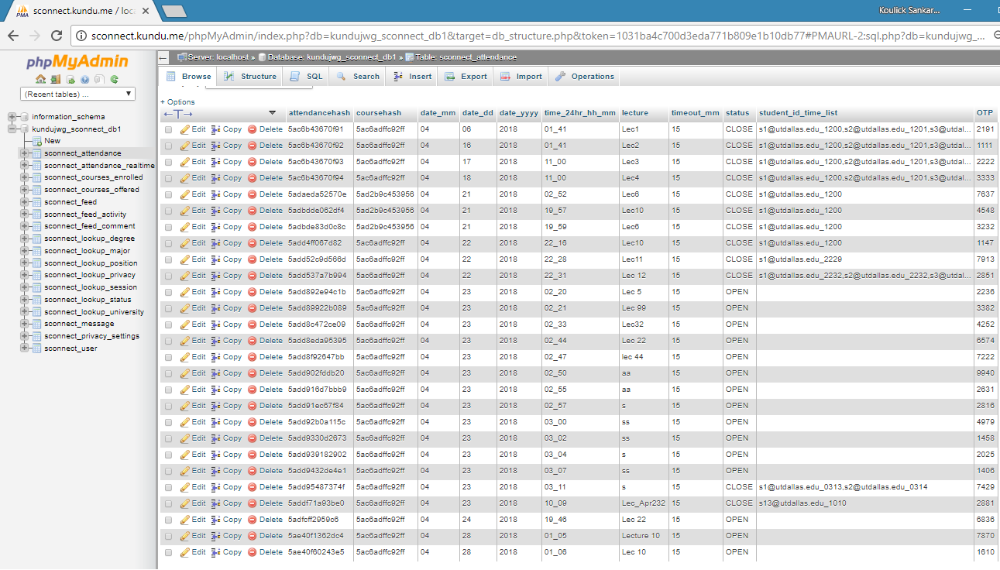 sconnect.kundu.me / loca
Koulick Sankar...
sconnect.kundu.me/phpMyAdmin/index.php?db=kundujwg_sconnect_db1&target=db_structure.php&token=1031ba4c700d3eda771b809e1b10db77#PMAURL-2:sql.php?db=kundujwg_...
phpMyAdmin
(Recent tables) ...
information_schema
kundujwg_sconnect_db1
New
sconnect_attendance
sconnect_attendance_realtime
sconnect_courses_enrolled
sconnect_courses_offered
sconnect_feed
sconnect_feed_activity
sconnect_feed_comment
sconnect_lookup_degree
sconnect_lookup_major
sconnect_lookup_position
sconnect_lookup_privacy
sconnect_lookup_session
sconnect_lookup_status
sconnect_lookup_university
sconnect_message
sconnect_privacy_settings
sconnect_user
Server: localhost » Database: kundujwg_sconnect_db1 » Table: sconnect_attendance
Browse Structure SQL Search Insert Export Import Operations
+ Options
←T→ attendancehash coursehash date_mm date_dd date_yyyy time_24hr_hh_mm lecture timeout_mm status student_id_time_list OTP
Edit Copy Delete 5ac6b43670f91 5ac6adffc92ff 04 06 2018 01_41 Lec1 15 CLOSE s1@utdallas.edu_1200,s2@utdallas.edu_1201,s3@utdal... 2191
Edit Copy Delete 5ac6b43670f92 5ac6adffc92ff 04 16 2018 01_41 Lec2 15 CLOSE s1@utdallas.edu_1200,s2@utdallas.edu_1201,s3@utdal... 1111
Edit Copy Delete 5ac6b43670f93 5ac6adffc92ff 04 17 2018 11_00 Lec3 15 CLOSE s1@utdallas.edu_1200,s2@utdallas.edu_1201,s3@utdal... 2222
Edit Copy Delete 5ac6b43670f94 5ac6adffc92ff 04 18 2018 11_00 Lec4 15 CLOSE s1@utdallas.edu_1200,s2@utdallas.edu_1201,s3@utdal... 3333
Edit Copy Delete 5adaeda52570e 5ad2b9c453956 04 21 2018 02_52 Lec6 15 CLOSE s1@utdallas.edu_1200 7637
Edit Copy Delete 5adbdde062df4 5ad2b9c453956 04 21 2018 19_57 Lec10 15 CLOSE s1@utdallas.edu_1200 4548
Edit Copy Delete 5adbde83d0c8c 5ad2b9c453956 04 21 2018 19_59 Lec6 15 CLOSE s1@utdallas.edu_1200 3232
Edit Copy Delete 5add4ff067d82 5ac6adffc92ff 04 22 2018 22_16 Lec10 15 CLOSE s1@utdallas.edu_1200 1147
Edit Copy Delete 5add52c9d566d 5ac6adffc92ff 04 22 2018 22_28 Lec11 15 CLOSE s1@utdallas.edu_2229 7913
Edit Copy Delete 5add537a7b994 5ac6adffc92ff 04 22 2018 22_31 Lec 12 15 CLOSE s1@utdallas.edu_2232,s2@utdallas.edu_2232,s3@utdal... 2851
Edit Copy Delete 5add892e94c1b 5ac6adffc92ff 04 23 2018 02_20 Lec 5 15 OPEN 2236
Edit Copy Delete 5add89922b089 5ac6adffc92ff 04 23 2018 02_21 Lec 99 15 OPEN 3382
Edit Copy Delete 5add8c472ce09 5ac6adffc92ff 04 23 2018 02_33 Lec32 15 OPEN 4252
Edit Copy Delete 5add8eda95395 5ac6adffc92ff 04 23 2018 02_44 Lec 22 15 OPEN 6574
Edit Copy Delete 5add8f92647bb 5ac6adffc92ff 04 23 2018 02_47 lec 44 15 OPEN 7222
Edit Copy Delete 5add902fddb20 5ac6adffc92ff 04 23 2018 02_50 aa 15 OPEN 9940
Edit Copy Delete 5add916d7bbb9 5ac6adffc92ff 04 23 2018 02_55 aa 15 OPEN 2631
Edit Copy Delete 5add91ec67f84 5ac6adffc92ff 04 23 2018 02_57 s 15 OPEN 2816
Edit Copy Delete 5add92b0a115c 5ac6adffc92ff 04 23 2018 03_00 ss 15 OPEN 4979
Edit Copy Delete 5add9330d2673 5ac6adffc92ff 04 23 2018 03_02 ss 15 OPEN 1458
Edit Copy Delete 5add939182902 5ac6adffc92ff 04 23 2018 03_04 s 15 OPEN 2025
Edit Copy Delete 5add9432de4e1 5ac6adffc92ff 04 23 2018 03_07 ss 15 OPEN 1406
Edit Copy Delete 5add95487374f 5ac6adffc92ff 04 23 2018 03_11 s 15 CLOSE s1@utdallas.edu_0313,s2@utdallas.edu_0314 7429
Edit Copy Delete 5addf71a93be0 5ac6adffc92ff 04 23 2018 10_09 Lec_Apr232 15 CLOSE s13@utdallas.edu_1010 2881
Edit Copy Delete 5adfcff2959c6 5ac6adffc92ff 04 24 2018 19_46 Lec 22 15 OPEN 6836
Edit Copy Delete 5ae40f1362dc4 5ac6adffc92ff 04 28 2018 01_05 Lecture 10 15 OPEN 7870
Edit Copy Delete 5ae40f60243e5 5ac6adffc92ff 04 28 2018 01_06 Lec 10 15 OPEN 1610